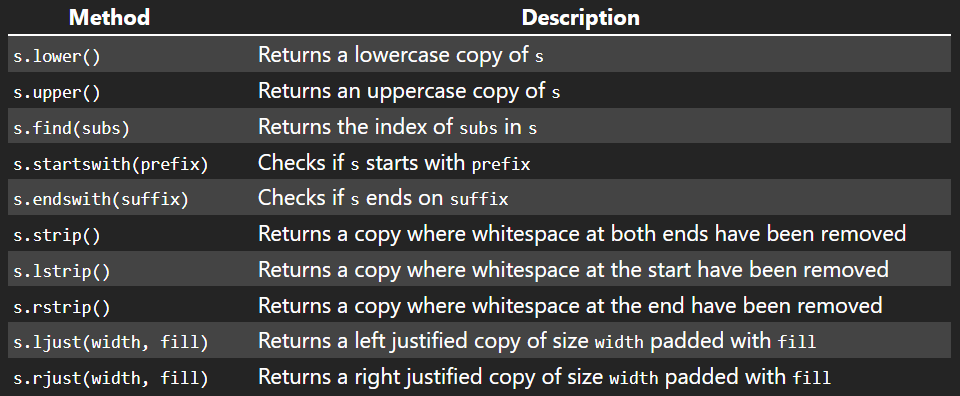 Method Description
s.lower() Returns a lowercase copy of s
s.upper() Returns an uppercase copy of s
s.find(subs) Returns the index of subs in s
s.startswith(prefix) Checks if s starts with prefix
s.endswith(suffix) Checks if s ends on suffix
s.strip() Returns a copy where whitespace at both ends have been removed
s.lstrip() Returns a copy where whitespace at the start have been removed
s.rstrip() Returns a copy where whitespace at the end have been removed
s.ljust(width, fill) Returns a left justified copy of size width padded with fill
s.rjust(width, fill) Returns a right justified copy of size width padded with fill